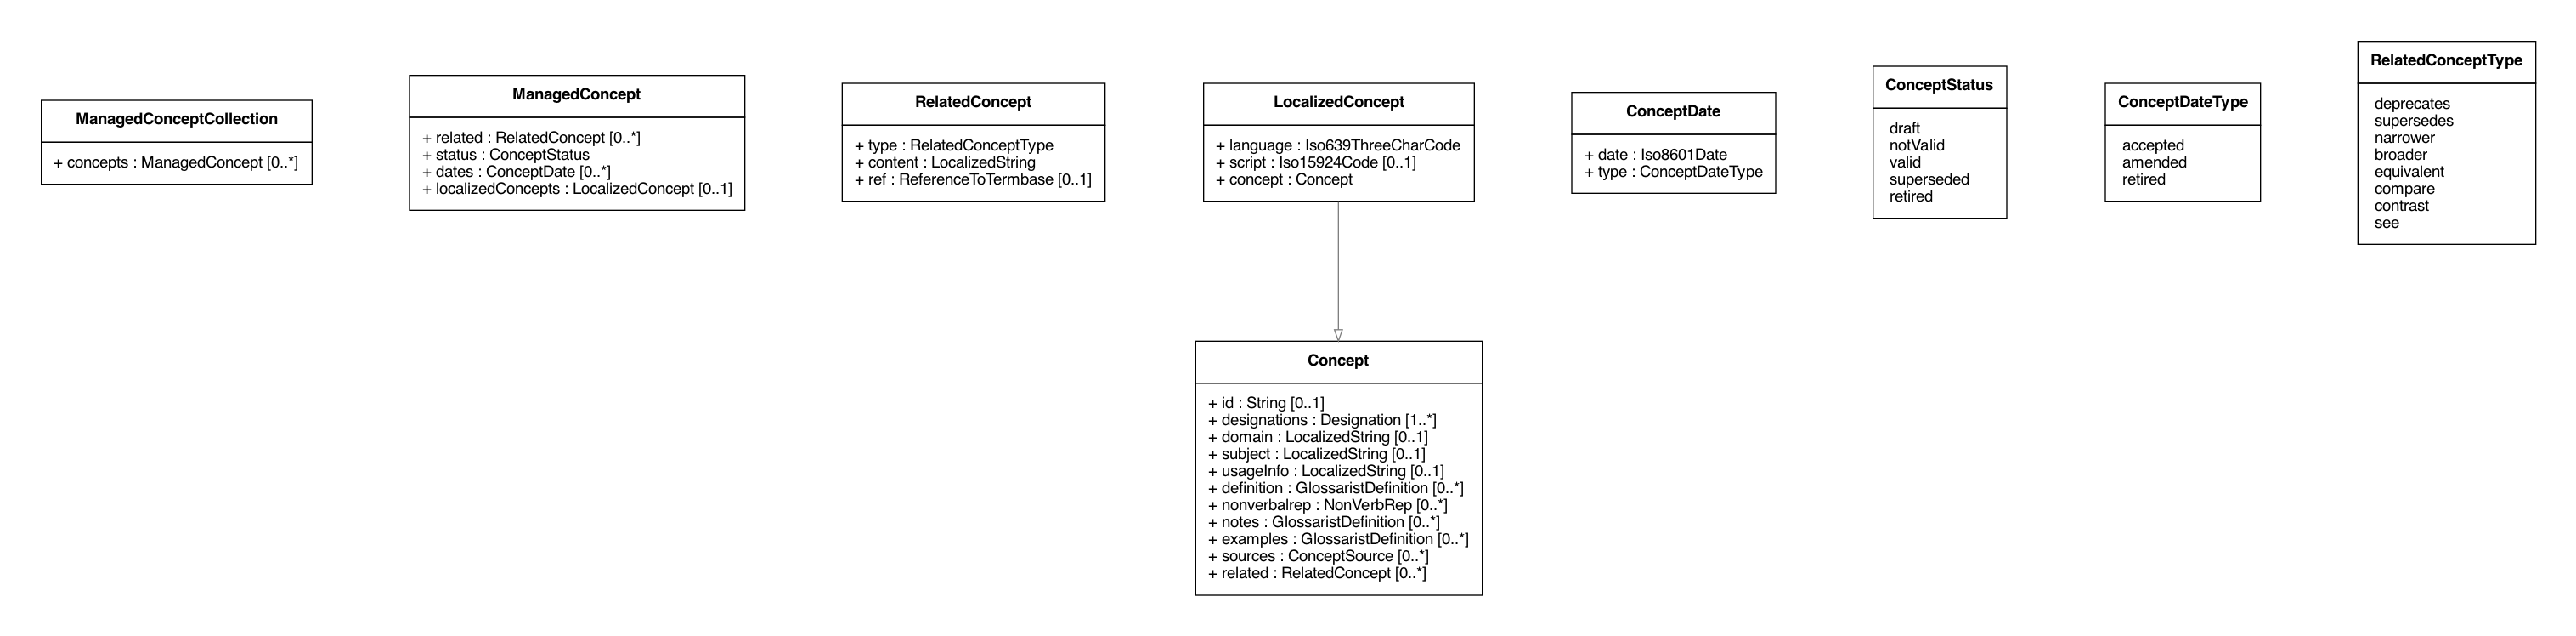 ManagedConceptCollection
+ concepts : ManagedConcept [0..*]
ManagedConcept
+ related : RelatedConcept [0..*]
+ status : ConceptStatus
+ dates : ConceptDate [0..*]
+ localizedConcepts : LocalizedConcept [0..1]
RelatedConcept
+ type : RelatedConceptType
+ content : LocalizedString
+ ref : ReferenceToTermbase [0..1]
LocalizedConcept
+ language : Iso639ThreeCharCode
+ script : Iso15924Code [0..1]
+ concept : Concept
ConceptDate
+ date : Iso8601Date
+ type : ConceptDateType
ConceptStatus
draft
notValid
valid
superseded
retired
ConceptDateType
accepted
amended
retired
RelatedConceptType
deprecates
supersedes
narrower
broader
equivalent
compare
contrast
see
Concept
+ id : String [0..1]
+ designations : Designation [1..*]
+ domain : LocalizedString [0..1]
+ subject : LocalizedString [0..1]
+ usageInfo : LocalizedString [0..1]
+ definition : GlossaristDefinition [0..*]
+ nonverbalrep : NonVerbRep [0..*]
+ notes : GlossaristDefinition [0..*]
+ examples : GlossaristDefinition [0..*]
+ sources : ConceptSource [0..*]
+ related : RelatedConcept [0..*]